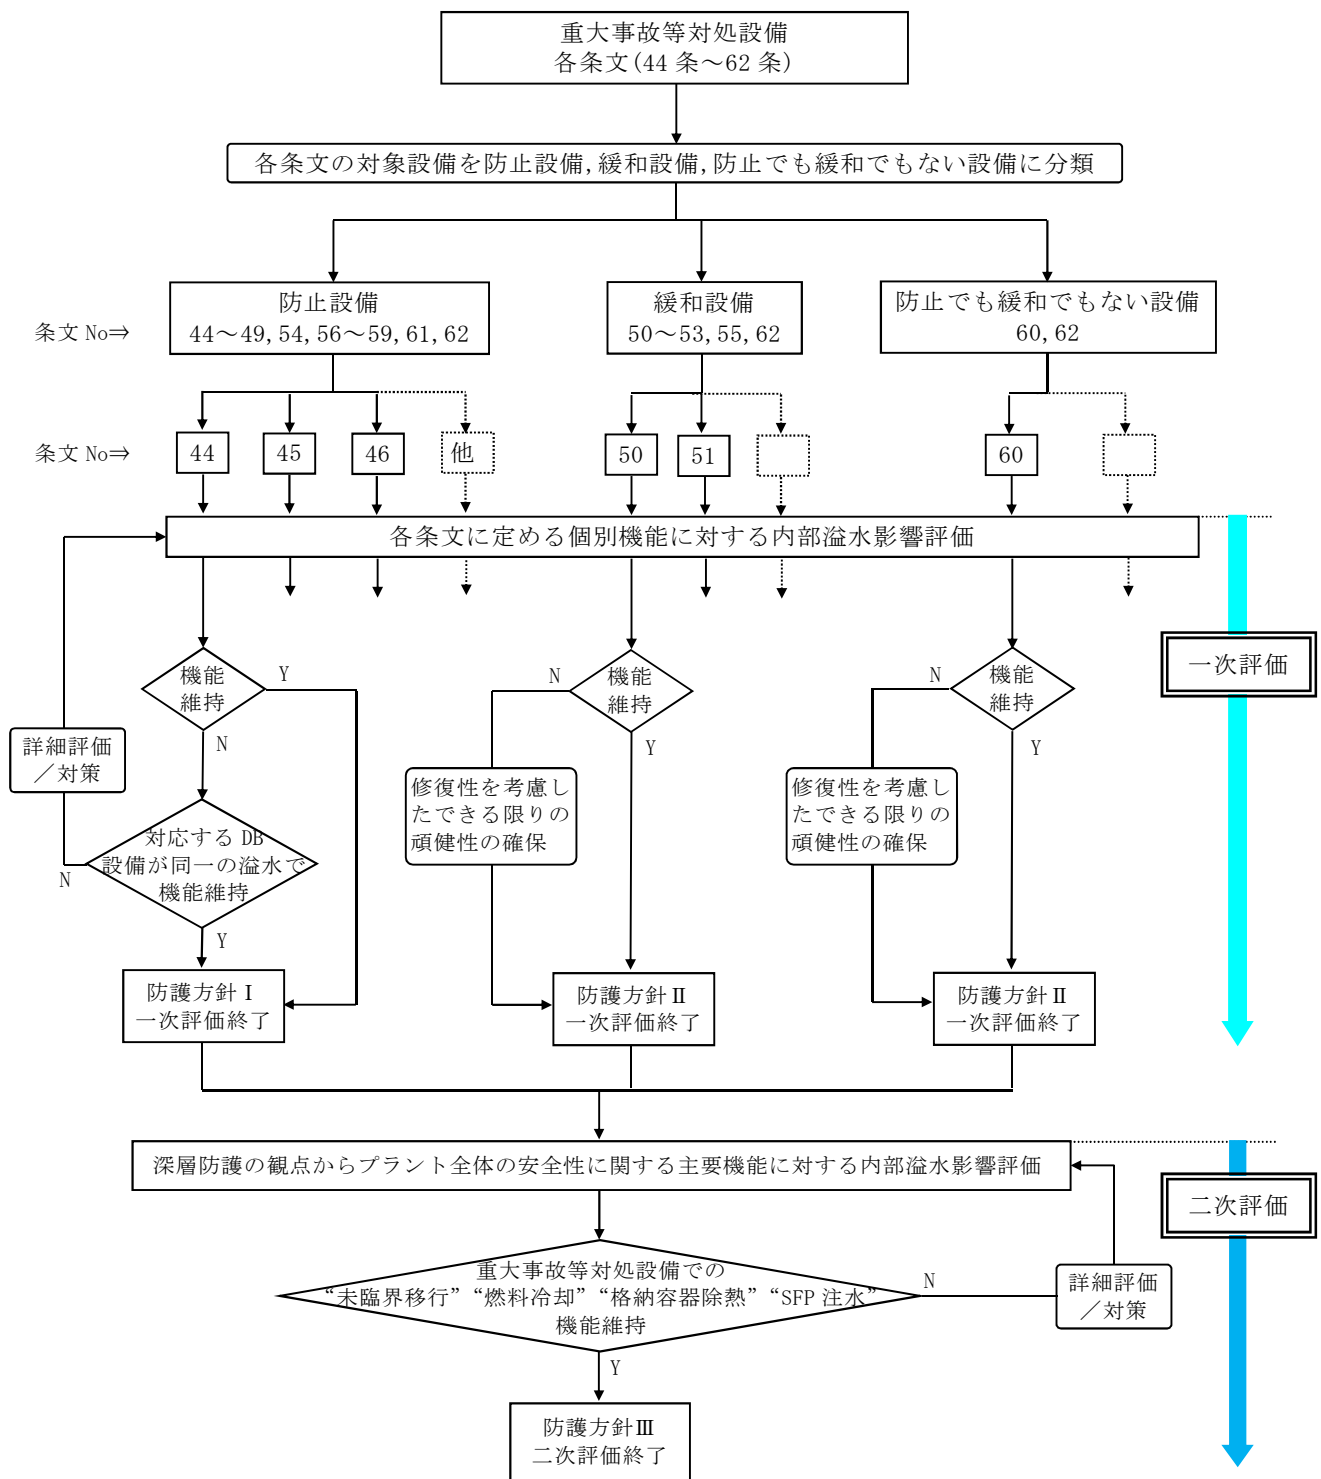 重大事故等対処設備
各条文(44 条～62 条)
各条文の対象設備を防止設備,緩和設備,防止でも緩和でもない設備に分類
条文 No⇒
防止設備
44～49,54,56～59,61,62
緩和設備
50～53,55,62
防止でも緩和でもない設備
60,62
条文 No⇒
44
45
46
他
50
51
60
各条文に定める個別機能に対する内部溢水影響評価
一次評価
機能
維持
Y
N
詳細評価
／対策
対応する DB
設備が同一の溢水で
機能維持
N
Y
防護方針Ⅰ
一次評価終了
機能
維持
N
Y
修復性を考慮し
たできる限りの
頑健性の確保
防護方針Ⅱ
一次評価終了
機能
維持
N
Y
修復性を考慮し
たできる限りの
頑健性の確保
防護方針Ⅱ
一次評価終了
深層防護の観点からプラント全体の安全性に関する主要機能に対する内部溢水影響評価
二次評価
重大事故等対処設備での
“未臨界移行”“燃料冷却”“格納容器除熱”“SFP 注水”
機能維持
N
詳細評価
／対策
Y
防護方針Ⅲ
二次評価終了